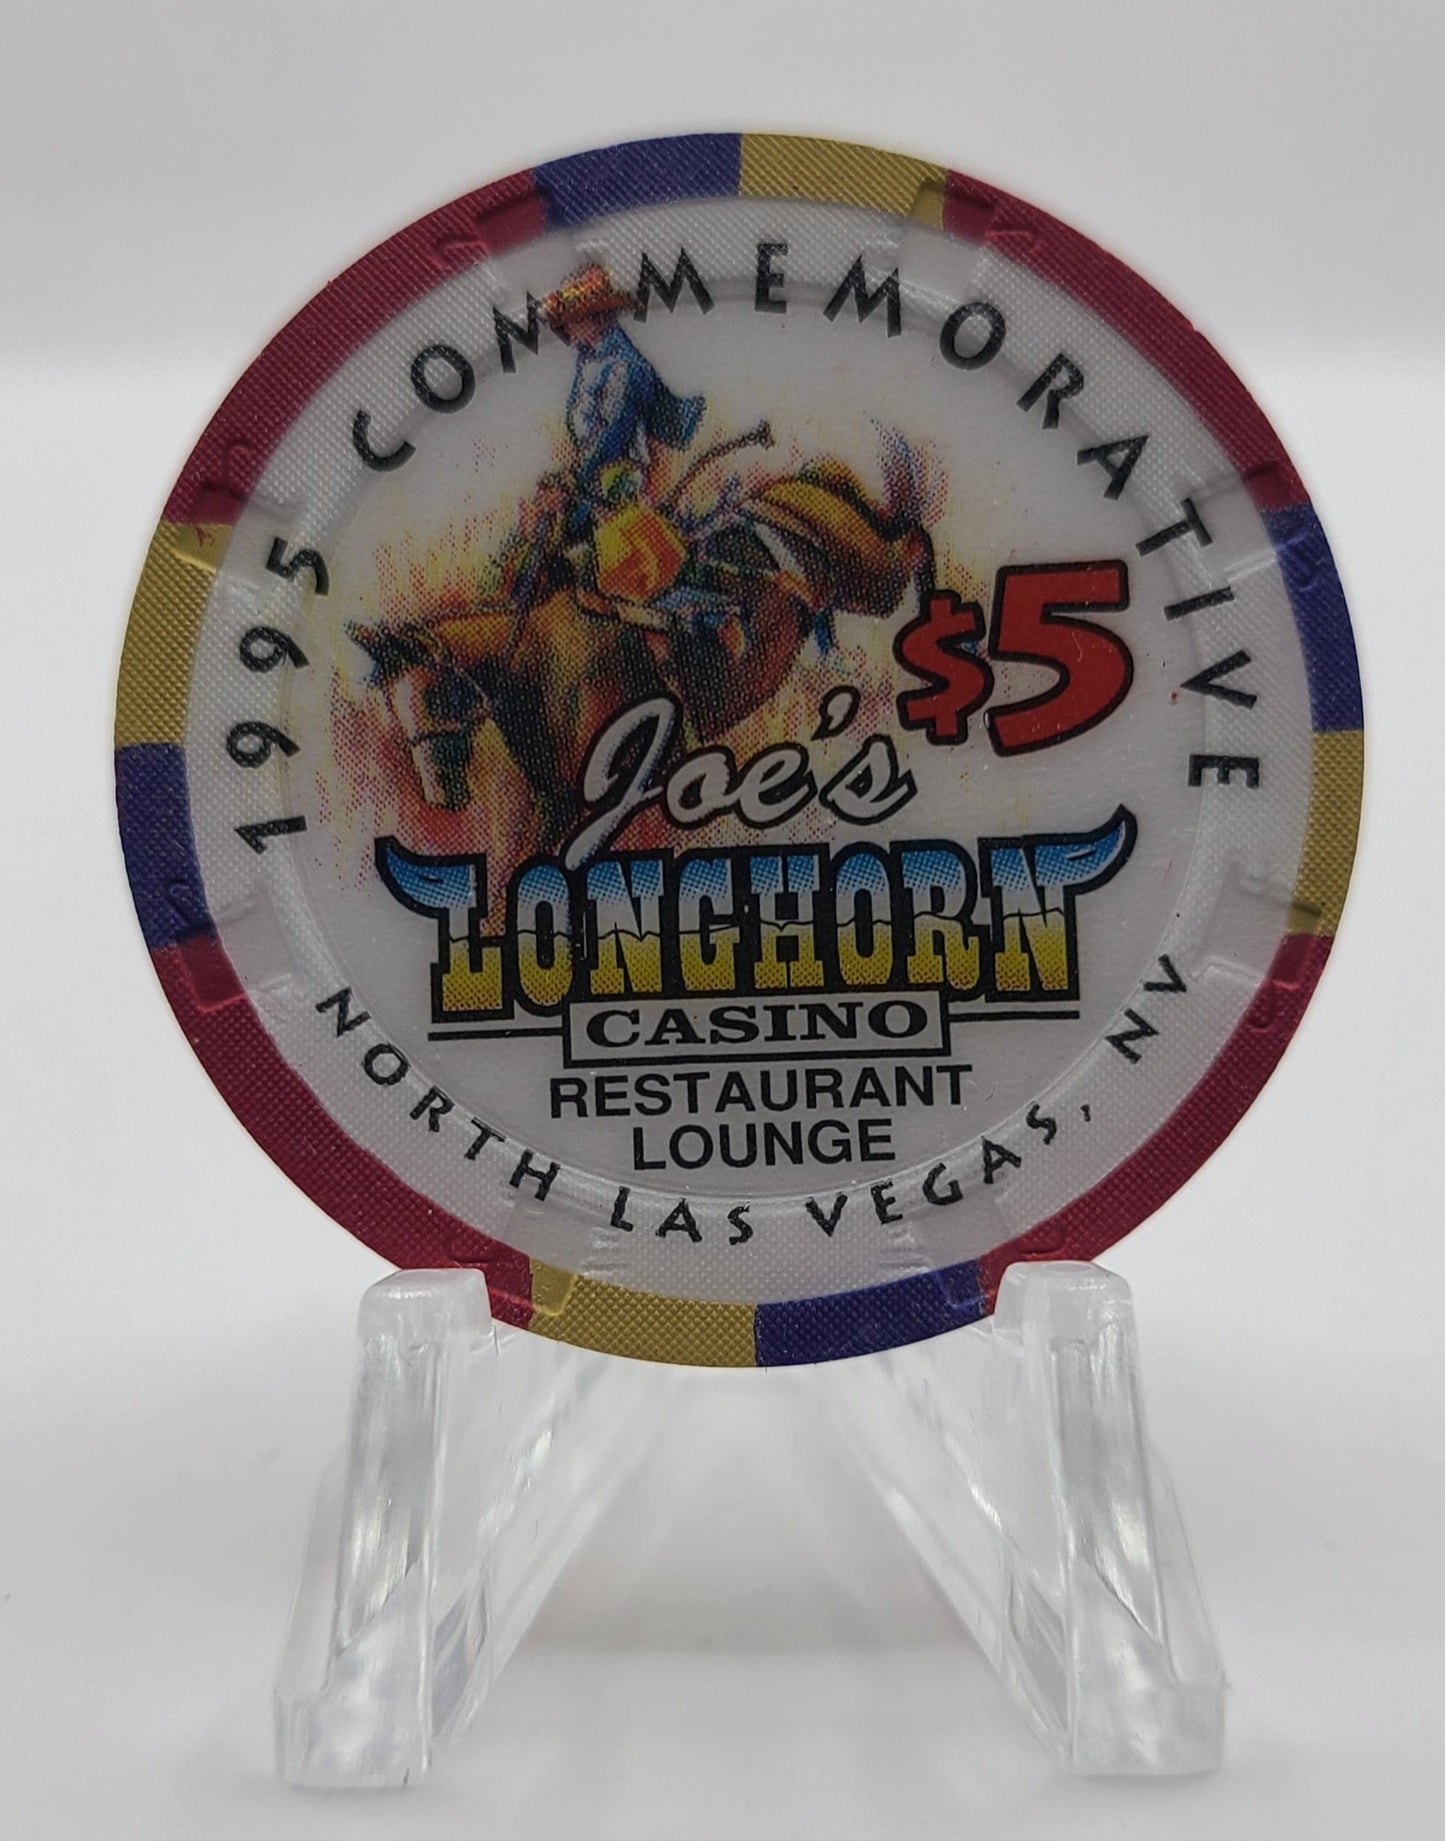 1995 COMMEMORATIVE
$5
Joe's
LONGHORN
CASINO
RESTAURANT
LOUNGE
NORTH LAS VEGAS, NV